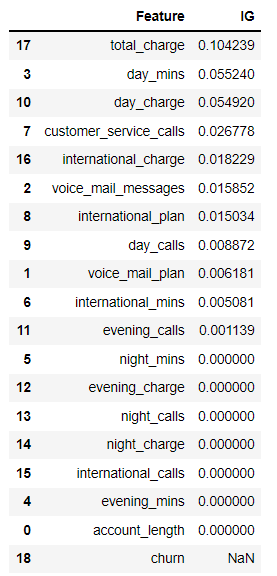 Feature IG
17 total_charge 0.104239
3 day_mins 0.055240
10 day_charge 0.054920
7 customer_service_calls 0.026778
16 international_charge 0.018229
2 voice_mail_messages 0.015852
8 international_plan 0.015034
9 day_calls 0.008872
1 voice_mail_plan 0.006181
6 international_mins 0.005081
11 evening_calls 0.001139
5 night_mins 0.000000
12 evening_charge 0.000000
13 night_calls 0.000000
14 night_charge 0.000000
15 international_calls 0.000000
4 evening_mins 0.000000
0 account_length 0.000000
18 churn NaN